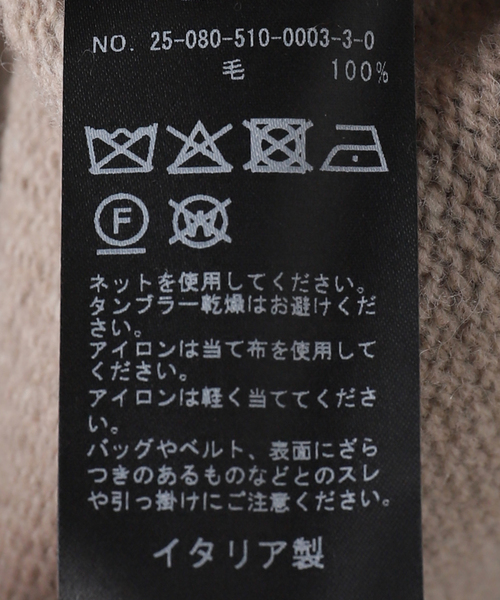 NO. 25-080-510-0003-3-0
毛 100%
F
W
ネットを使用してください。
タンブラー乾燥はお避けくだ
さい。
アイロンは当て布を使用して
ください。
アイロンは軽く当ててくださ
い。
バッグやベルト、表面にざら
つきのあるものなどとのスレ
や引っ掛けにご注意ください。
イタリア製